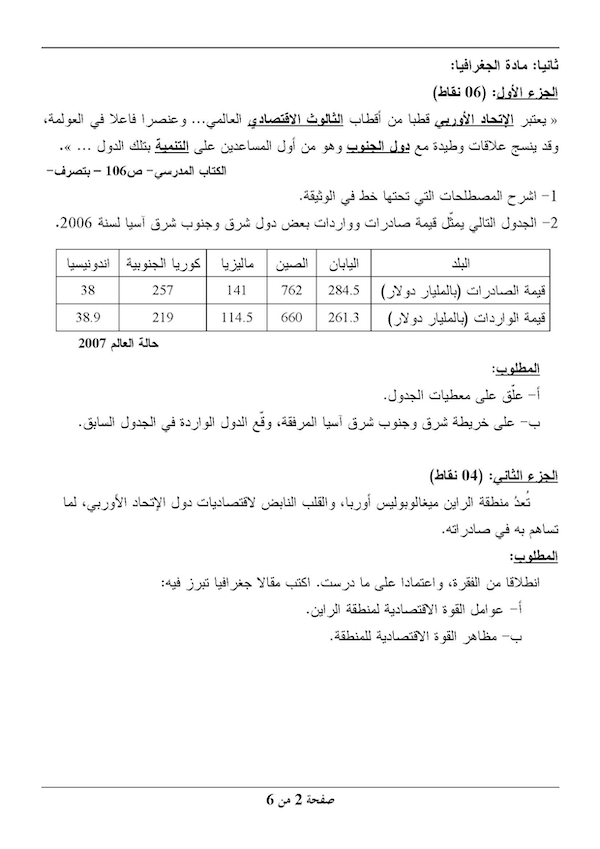 ثانيا: مادة الجغرافيا:
الجزء الأول: (06 نقاط)
« يعتبر الإتحاد الأوربي قطبا من أقطاب الثالوث الاقتصادي العالمي... وعنصرا فاعلا في العولمة،
وقد ينسج علاقات وطيدة مع دول الجنوب وهو من أول المساعدين على التنمية بتلك الدول ... ».
الكتاب المدرسي- ص106 – بتصرف-
1- اشرح المصطلحات التي تحتها خط في الوثيقة.
2- الجدول التالي يمثّل قيمة صادرات وواردات بعض دول شرق وجنوب شرق آسيا لسنة 2006.
البلد اليابان الصين ماليزيا كوريا الجنوبية اندونيسيا
قيمة الصادرات (بالمليار دولار) 284.5 762 141 257 38
قيمة الواردات (بالمليار دولار) 261.3 660 114.5 219 38.9
حالة العالم 2007
المطلوب:
أ- علّق على معطيات الجدول.
ب- على خريطة شرق وجنوب شرق آسيا المرفقة، وقّع الدول الواردة في الجدول السابق.
الجزء الثاني: (04 نقاط)
تُعدُ منطقة الراين ميغالوبوليس أوربا، والقلب النابض لاقتصاديات دول الإتحاد الأوربي، لما
تساهم به في صادراته.
المطلوب:
انطلاقا من الفقرة، واعتمادا على ما درست. اكتب مقالا جغرافيا تبرز فيه:
أ- عوامل القوة الاقتصادية لمنطقة الراين.
ب- مظاهر القوة الاقتصادية للمنطقة.
صفحة 2 من 6